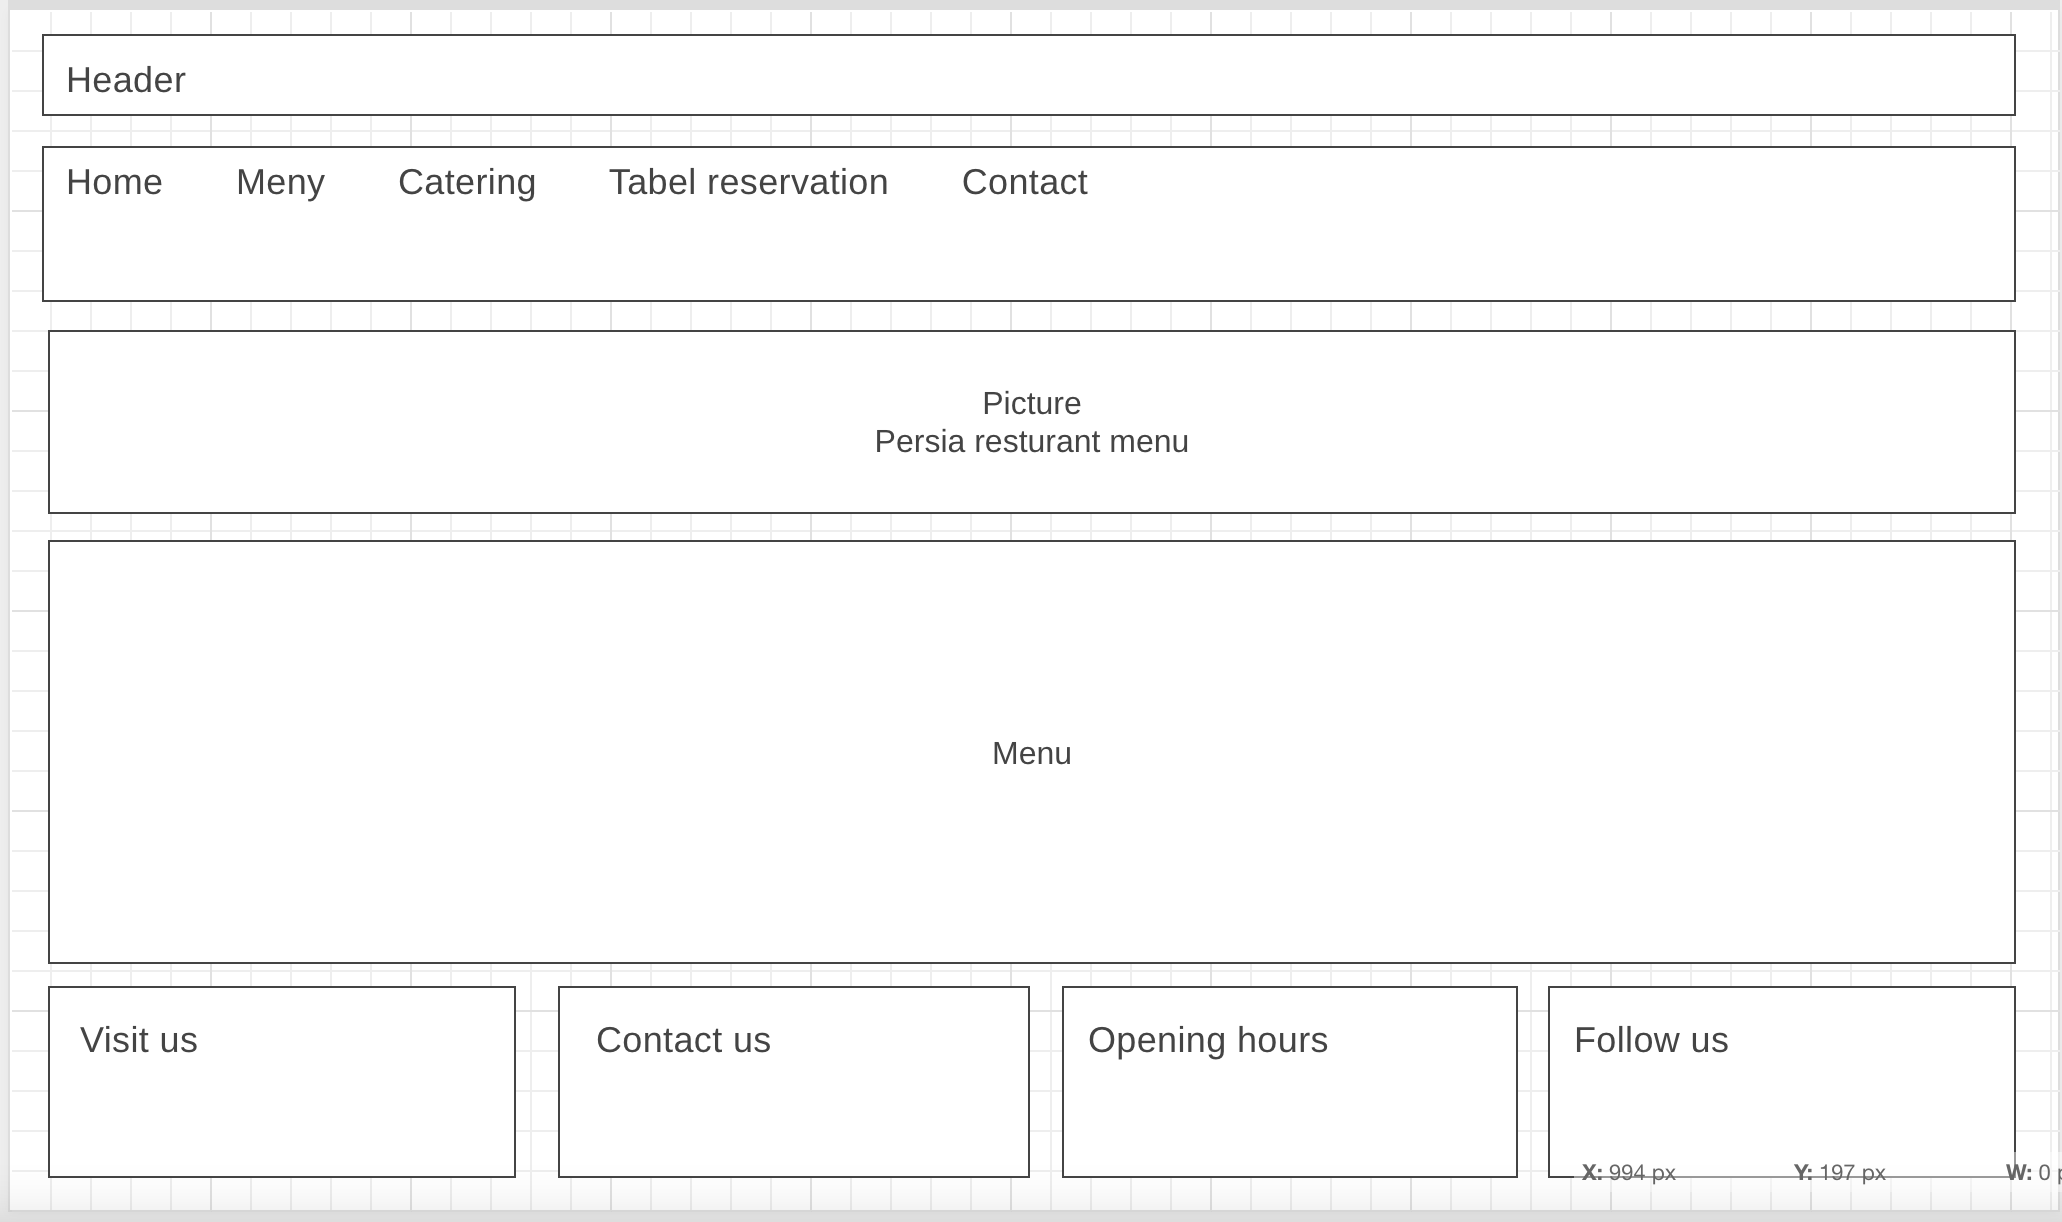 Header
Home Meny Catering Tabel reservation Contact
Picture
Persia resturant menu
Menu
Visit us Contact us Opening hours Follow us
X: 994 px Y: 197 px W: 0